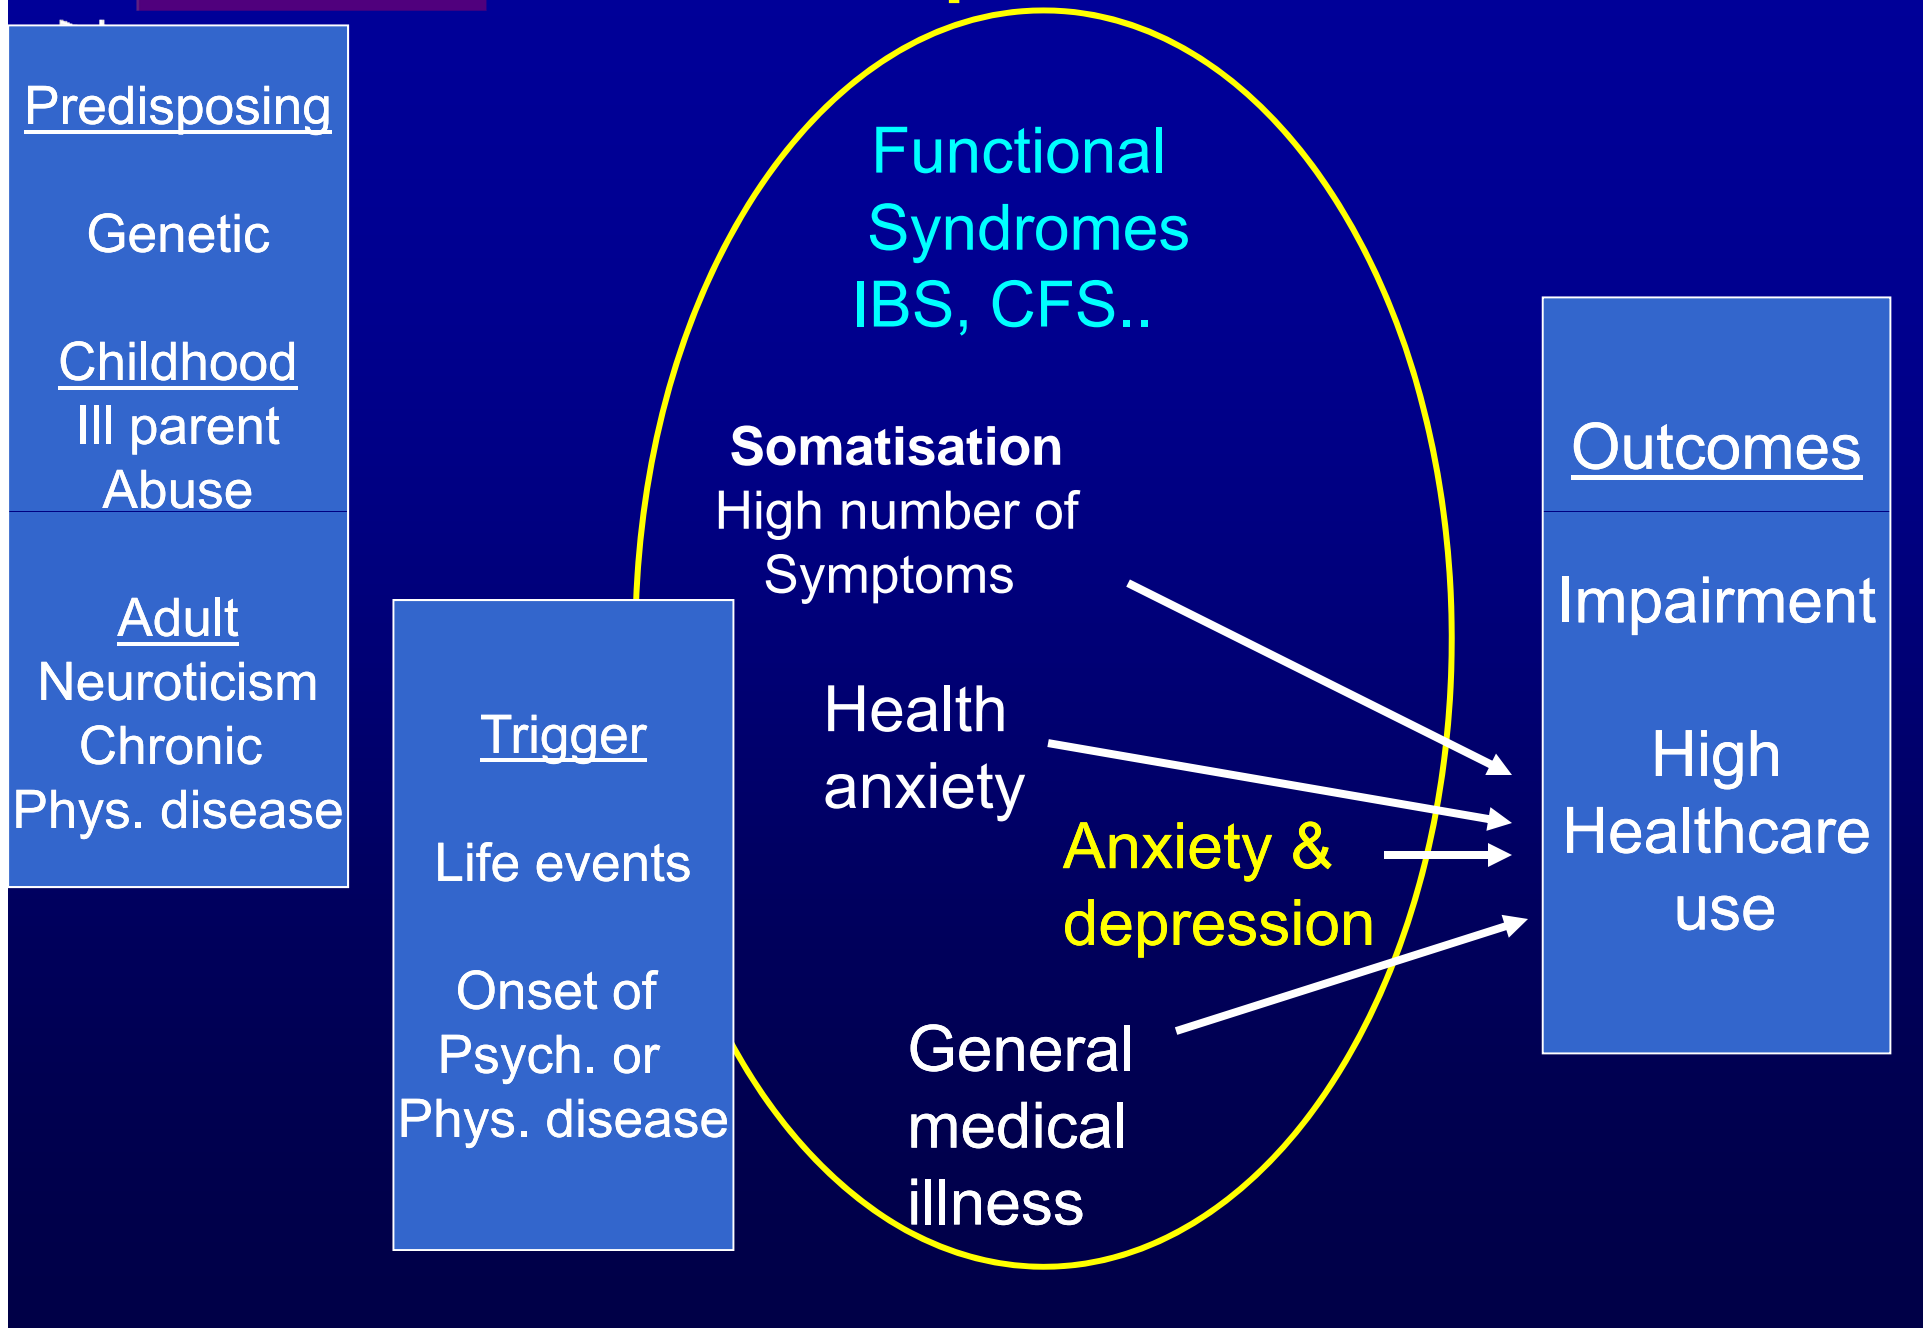 Predisposing
Genetic
Childhood
Ill parent
Abuse
Adult
Neuroticism
Chronic
Phys. disease
Trigger
Life events
Onset of
Psych. or
Phys. disease
Functional
Syndromes
IBS, CFS..
Somatisation
High number of
Symptoms
Health
anxiety
Anxiety &
depression
General
medical
illness
Outcomes
Impairment
High
Healthcare
use